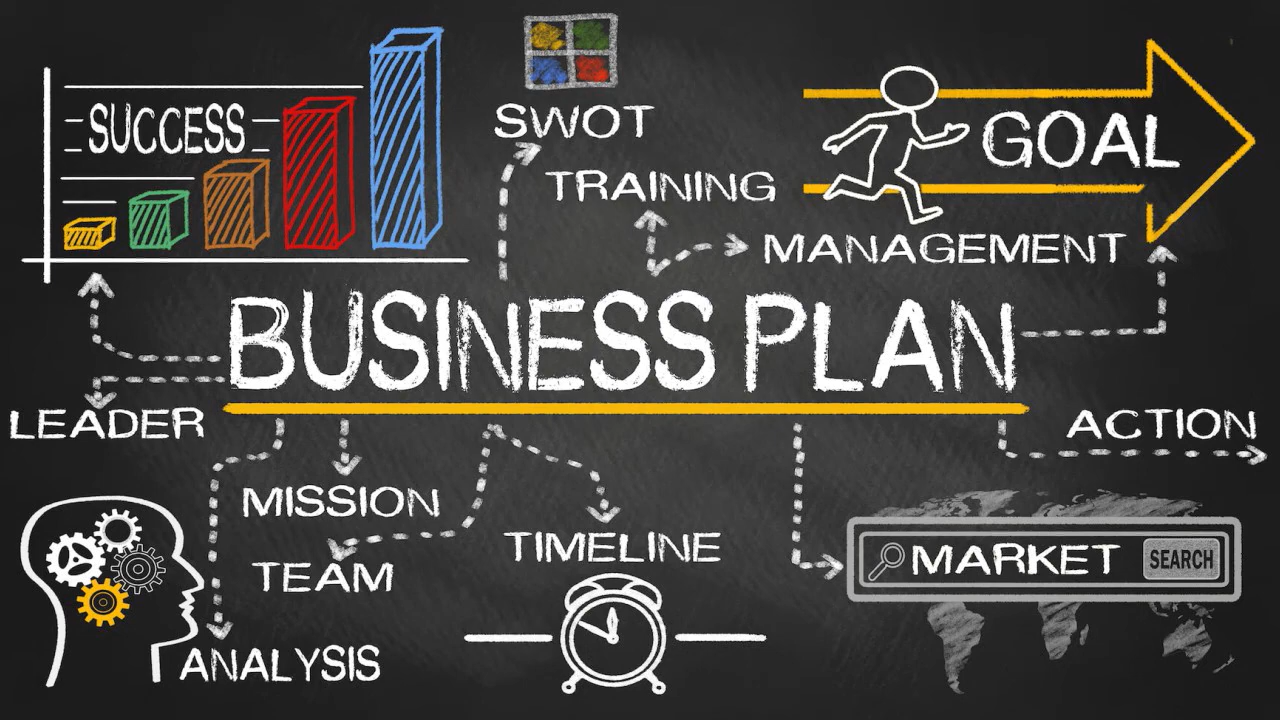 SUCCESS
SWOT
TRAINING
GOAL
MANAGEMENT
BUSINESS PLAN
LEADER
ACTION
MISSION
TIMELINE
MARKET SEARCH
TEAM
ANALYSIS